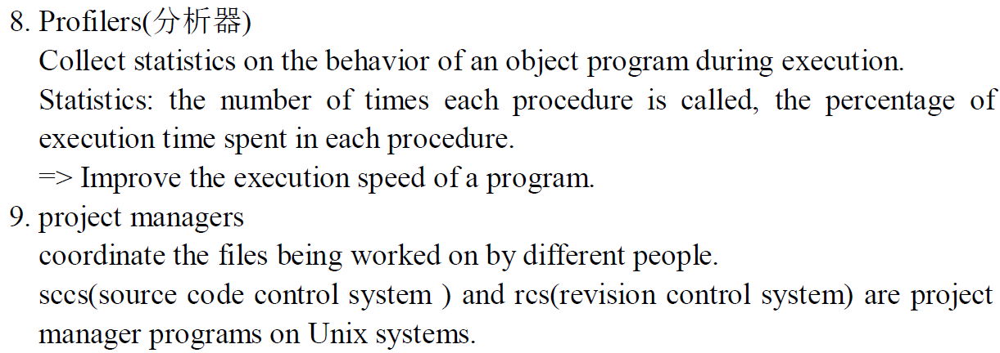 8. Profilers(分析器)
Collect statistics on the behavior of an object program during execution.
Statistics: the number of times each procedure is called, the percentage of
execution time spent in each procedure.
=> Improve the execution speed of a program.
9. project managers
coordinate the files being worked on by different people.
sccs(source code control system ) and rcs(revision control system) are project
manager programs on Unix systems.